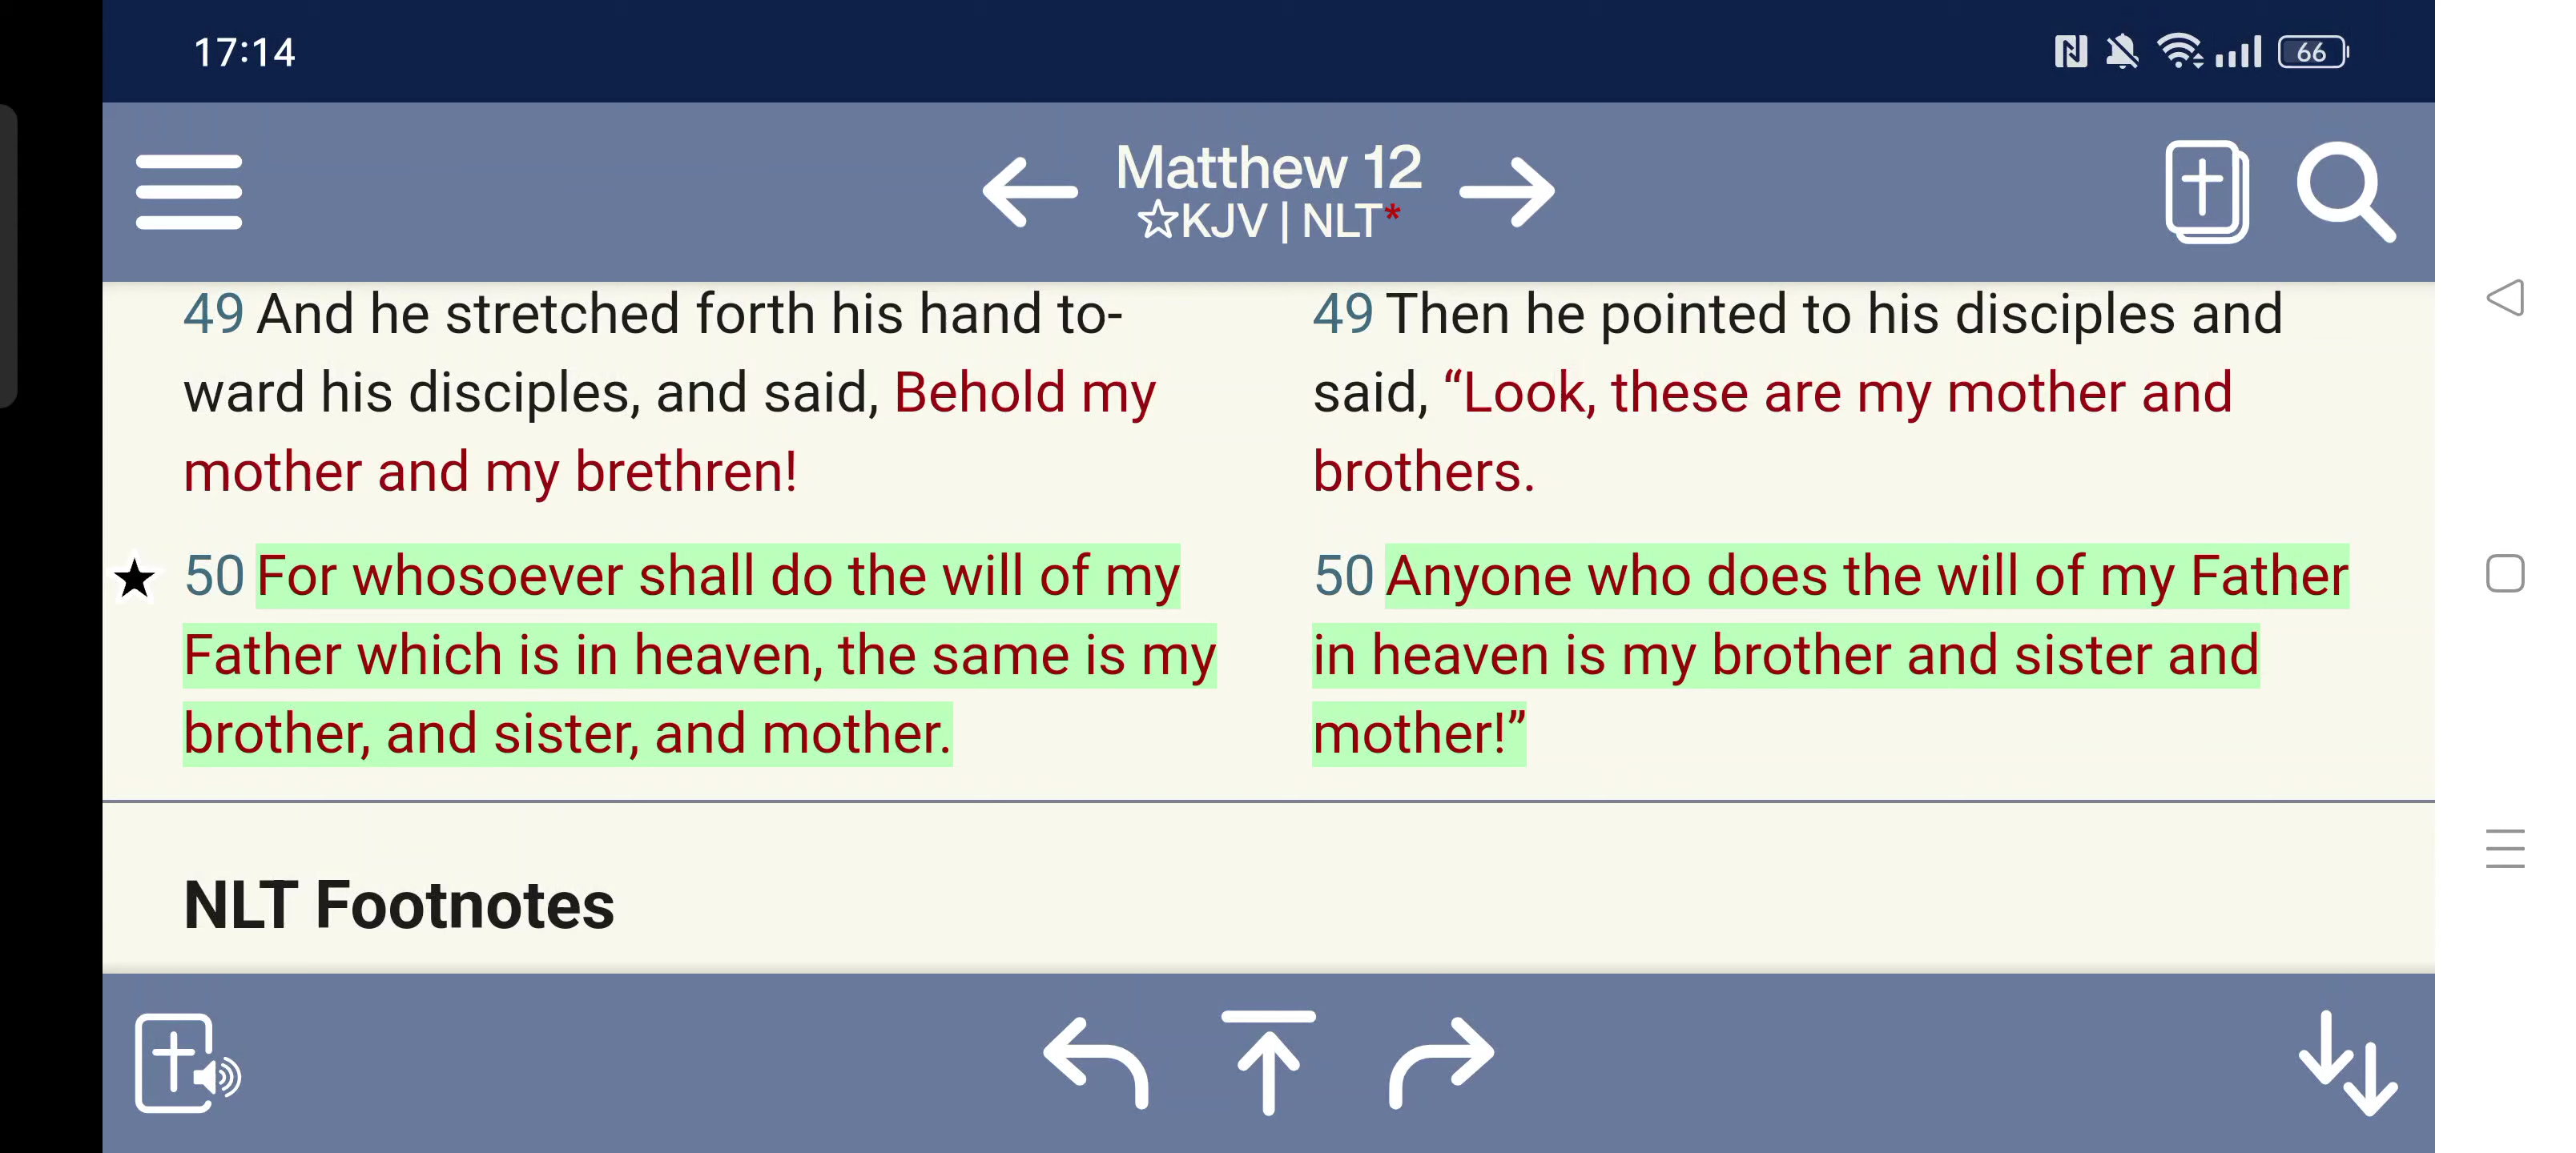 17:14
66
Matthew 12
☆KJV | NLT*
49 And he stretched forth his hand to-
ward his disciples, and said, Behold my
mother and my brethren!
★ 50 For whosoever shall do the will of my
Father which is in heaven, the same is my
brother, and sister, and mother.
49 Then he pointed to his disciples and
said, “Look, these are my mother and
brothers.
50 Anyone who does the will of my Father
in heaven is my brother and sister and
mother!”
NLT Footnotes